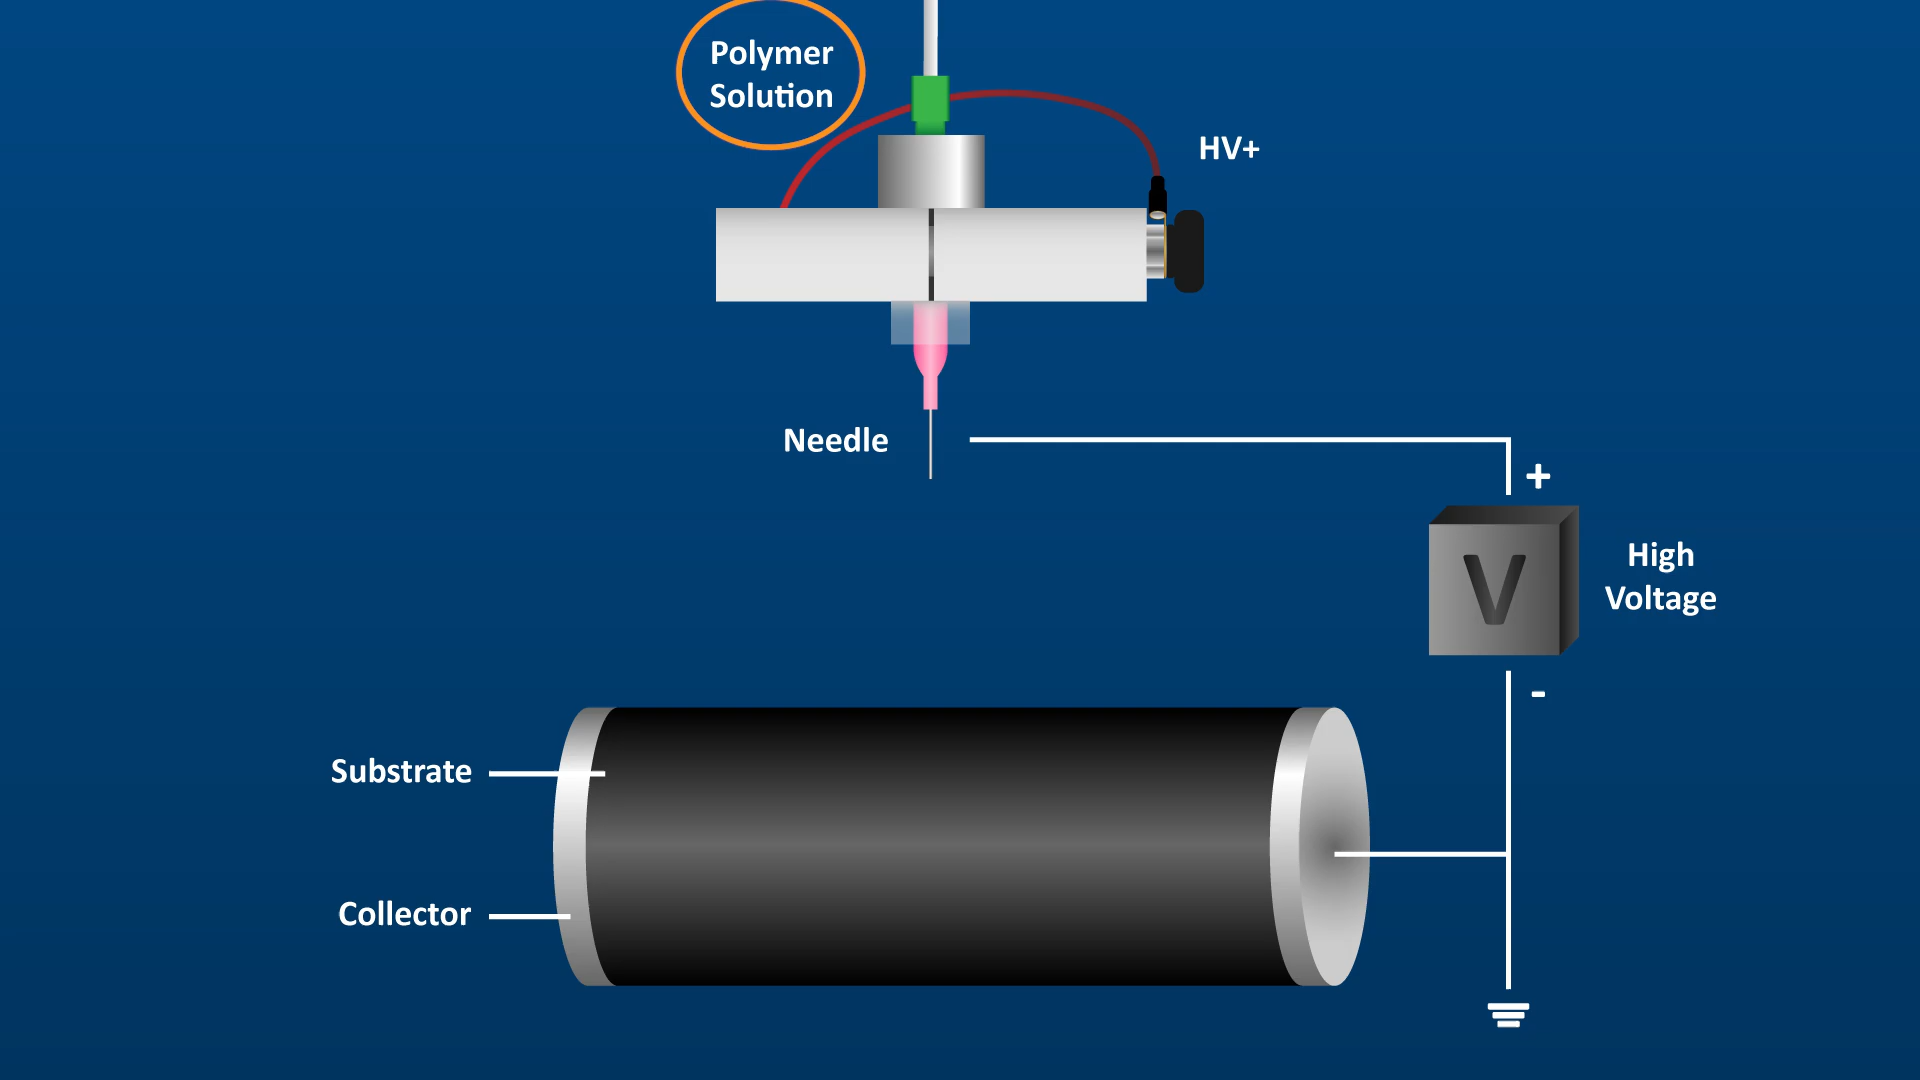 Polymer
Solution
HV+
Needle
+
V
High
Voltage
-
Substrate
Collector